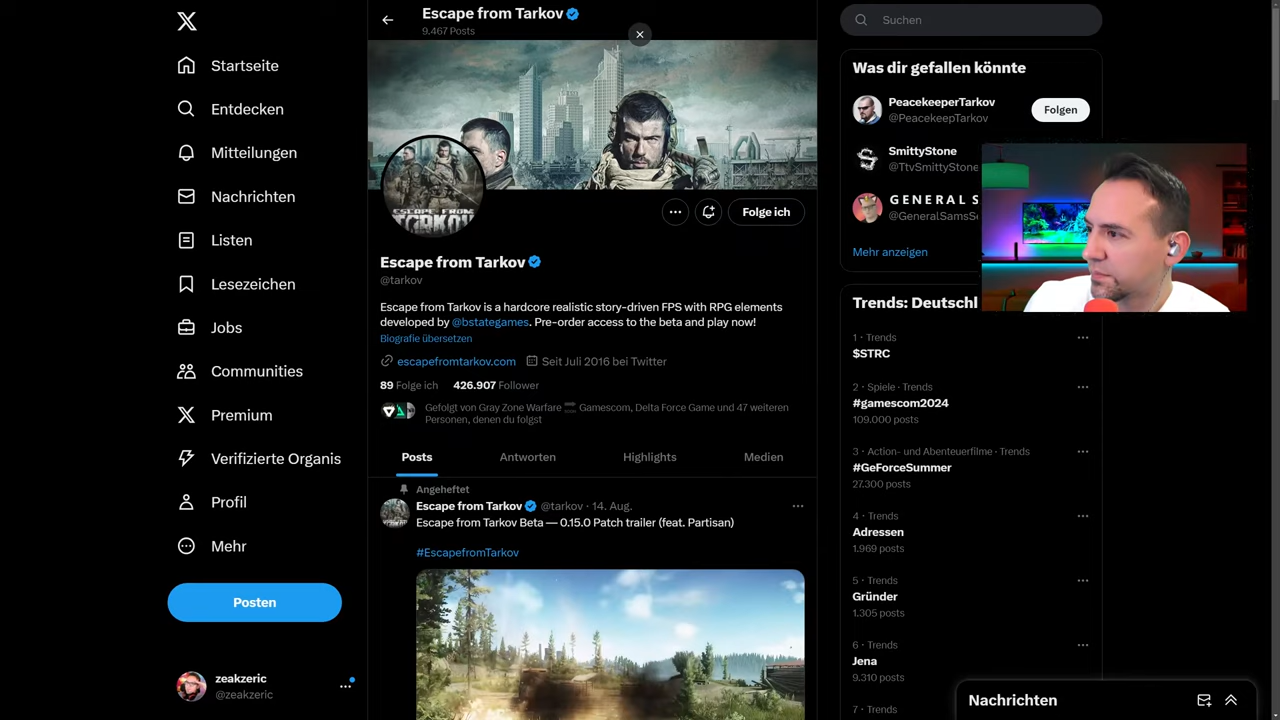 Startseite
Entdecken
Mitteilungen
Nachrichten
Listen
Lesezeichen
Jobs
Communities
Premium
Verifizierte Organis
Profil
Mehr
Posten
zeakzeric
@zeakzeric
Escape from Tarkov
9.467 Posts
ESCAPE FROM
TARKOV
Folge ich
Escape from Tarkov
@tarkov
Escape from Tarkov is a hardcore realistic story-driven FPS with RPG elements
developed by @bstategames. Pre-order access to the beta and play now!
Biografie übersetzen
escapefromtarkov.com Seit Juli 2016 bei Twitter
89 Folge ich 426.907 Follower
Gefolgt von Gray Zone Warfare Gamescom, Delta Force Game und 47 weiteren
Personen, denen du folgst
Posts Antworten Highlights Medien
Angeheftet
Escape from Tarkov @tarkov · 14. Aug.
Escape from Tarkov Beta — 0.15.0 Patch trailer (feat. Partisan)
#EscapefromTarkov
Suchen
Was dir gefallen könnte
PeacekeeperTarkov
@PeacekeepTarkov
Folgen
SmittyStone
@TtvSmittyStone
G E N E R A L S
@GeneralSamsSe
Mehr anzeigen
Trends: Deutschl
1 · Trends
$STRC
2 · Spiele · Trends
#gamescom2024
109.000 posts
3 · Action- und Abenteuerfilme · Trends
#GeForceSummer
27.300 posts
4 · Trends
Adressen
1.969 posts
5 · Trends
Gründer
1.305 posts
6 · Trends
Jena
9.310 posts
7 · Trends
Nachrichten